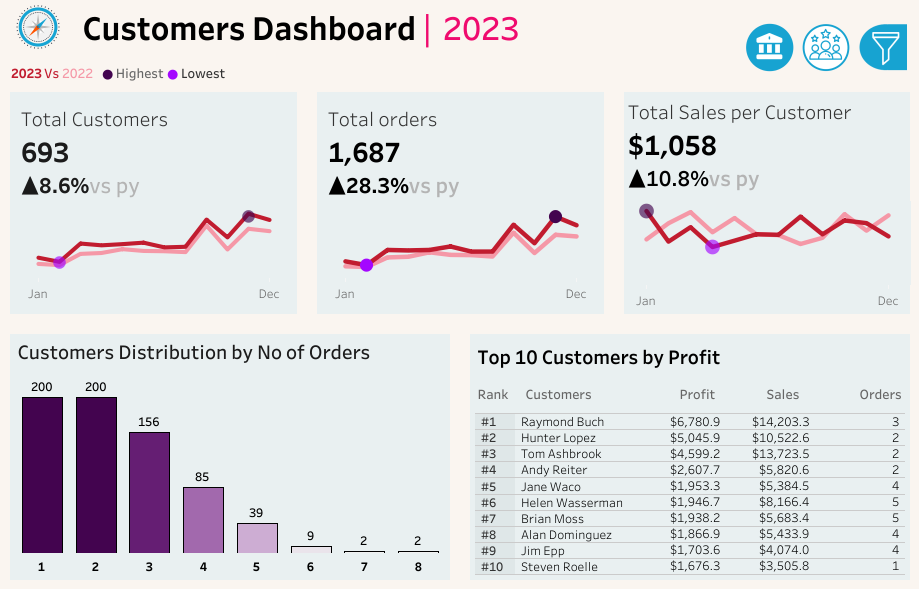 Customers Dashboard | 2023
2023 Vs 2022 Highest Lowest
Total Customers
693
▲8.6% vs py
Jan Dec
Total orders
1,687
▲28.3% vs py
Jan Dec
Total Sales per Customer
$1,058
▲10.8% vs py
Jan Dec
Customers Distribution by No of Orders
200 200 156 85 39 9 2 2
1 2 3 4 5 6 7 8
Top 10 Customers by Profit
Rank Customers Profit Sales Orders
#1 Raymond Buch $6,780.9 $14,203.3 3
#2 Hunter Lopez $5,045.9 $10,522.6 2
#3 Tom Ashbrook $4,599.2 $13,723.5 2
#4 Andy Reiter $2,607.7 $5,820.6 2
#5 Jane Waco $1,953.3 $5,384.5 4
#6 Helen Wasserman $1,946.7 $8,166.4 5
#7 Brian Moss $1,938.2 $5,683.4 5
#8 Alan Dominguez $1,866.9 $5,433.9 4
#9 Jim Epp $1,703.6 $4,074.0 4
#10 Steven Roelle $1,676.3 $3,505.8 1